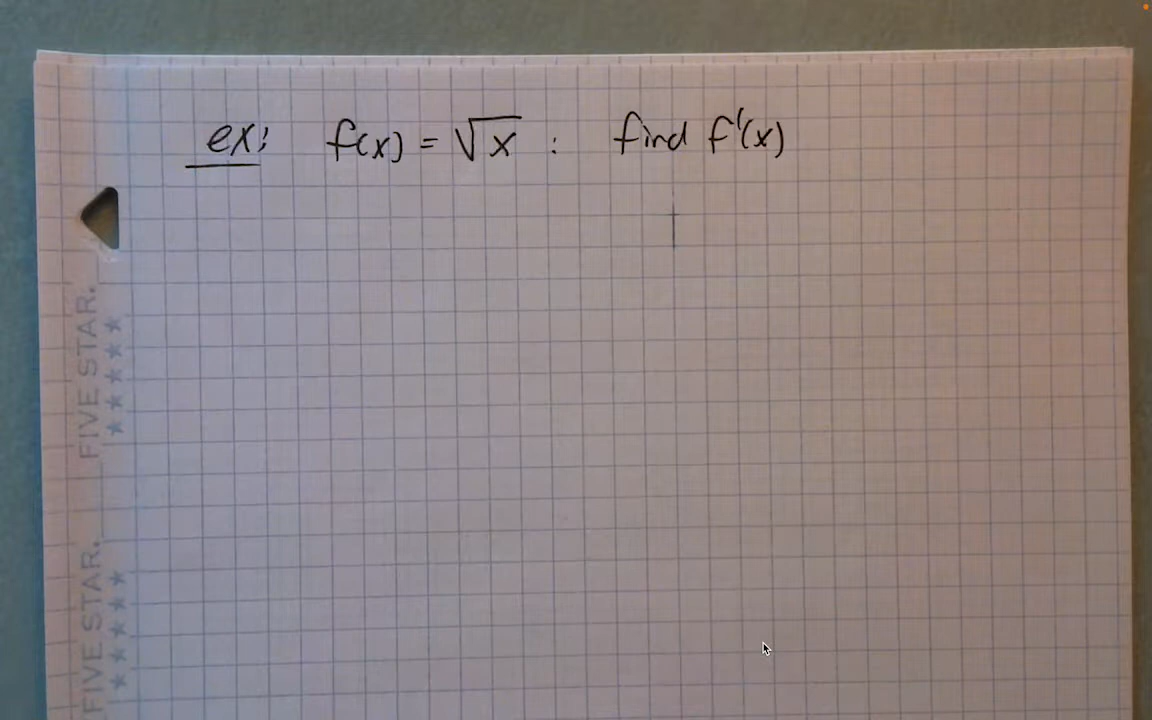 ex: f(x) = √x : find f'(x)
FIVE STAR.
★★★★★
FIVE STAR.
★★★★★